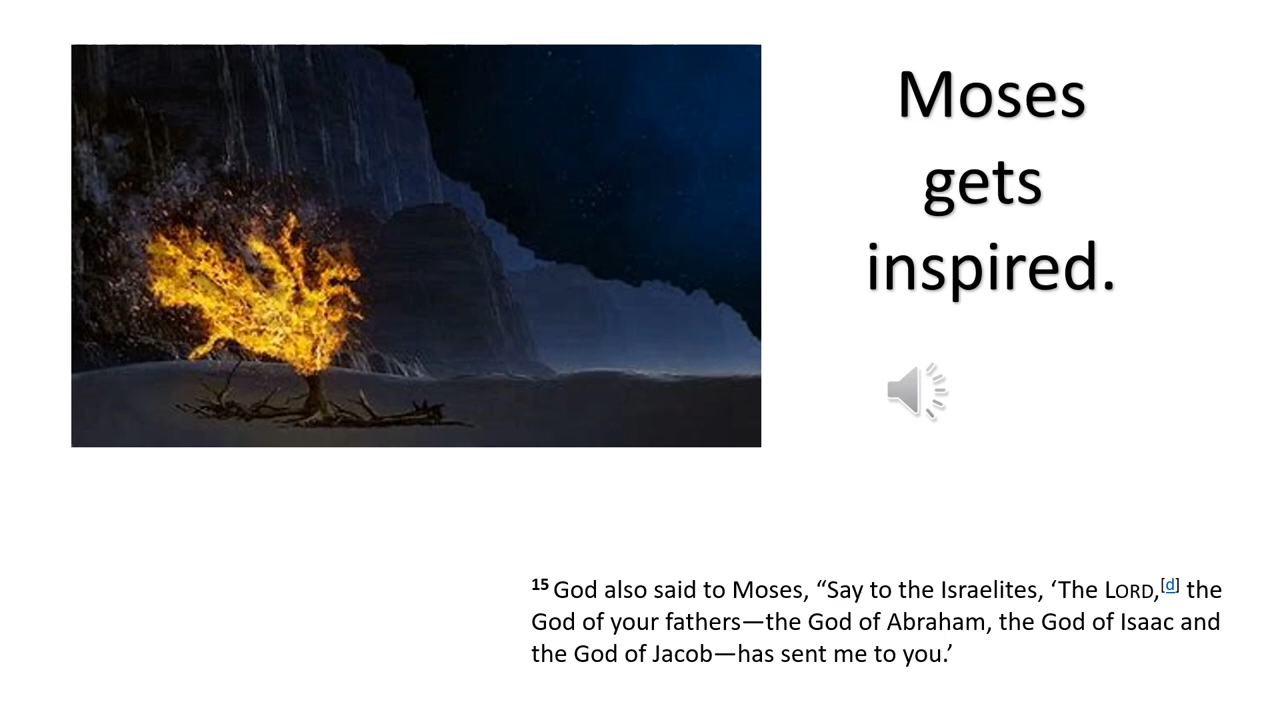 Moses
gets
inspired.
15 God also said to Moses, “Say to the Israelites, ‘The LORD,[d] the
God of your fathers—the God of Abraham, the God of Isaac and
the God of Jacob—has sent me to you.’